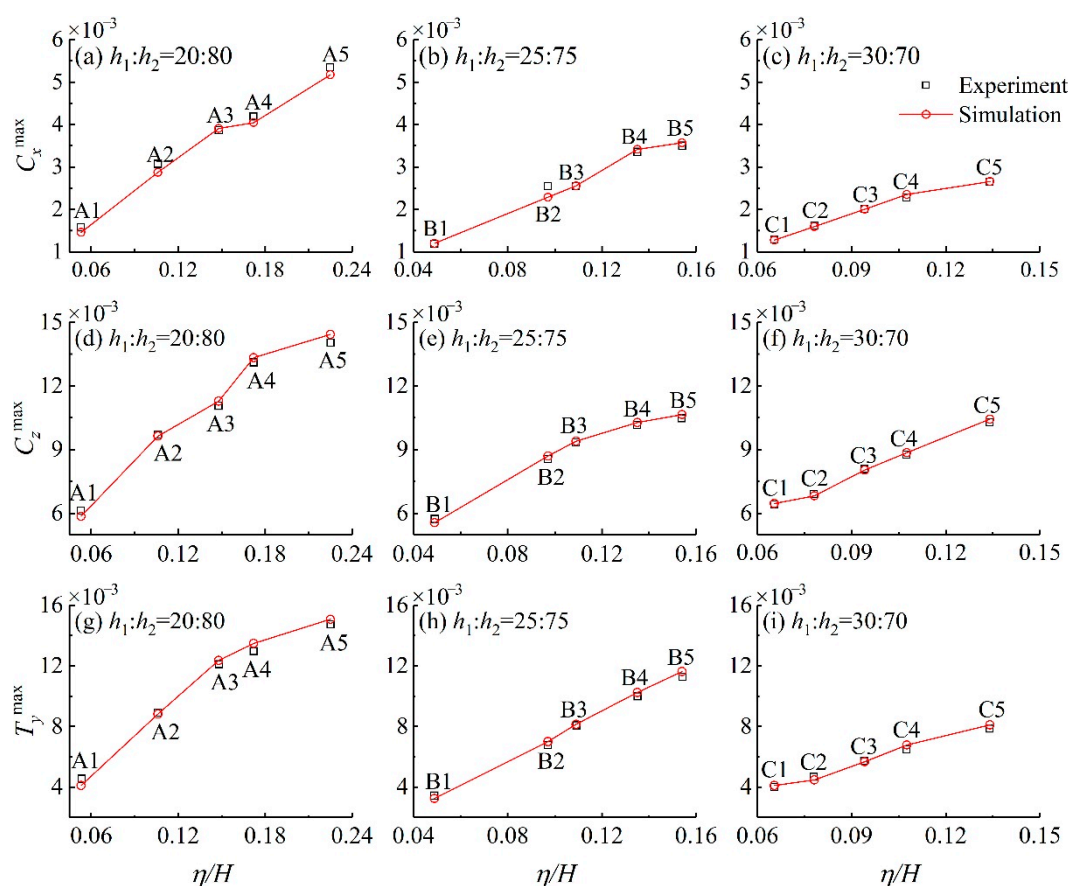 ×10⁻³
(a) h₁:h₂=20:80
6
5
4
3
2
1
A1
A2
A3
A4
A5
0.06 0.12 0.18 0.24
Cₓᵐᵃˣ
×10⁻³
(b) h₁:h₂=25:75
6
5
4
3
2
1
B1
B2
B3
B4
B5
0.04 0.08 0.12 0.16
×10⁻³
(c) h₁:h₂=30:70
Experiment
Simulation
6
5
4
3
2
1
C1
C2
C3
C4
C5
0.06 0.09 0.12 0.15
×10⁻³
(d) h₁:h₂=20:80
15
12
9
6
A1
A2
A3
A4
A5
0.06 0.12 0.18 0.24
C_z^max
×10⁻³
(e) h₁:h₂=25:75
15
12
9
6
B1
B2
B3
B4
B5
0.04 0.08 0.12 0.16
×10⁻³
(f) h₁:h₂=30:70
15
12
9
6
C1
C2
C3
C4
C5
0.06 0.09 0.12 0.15
×10⁻³
(g) h₁:h₂=20:80
16
12
8
4
A1
A2
A3
A4
A5
0.06 0.12 0.18 0.24
T_y^max
η/H
×10⁻³
(h) h₁:h₂=25:75
16
12
8
4
B1
B2
B3
B4
B5
0.04 0.08 0.12 0.16
η/H
×10⁻³
(i) h₁:h₂=30:70
16
12
8
4
C1
C2
C3
C4
C5
0.06 0.09 0.12 0.15
η/H